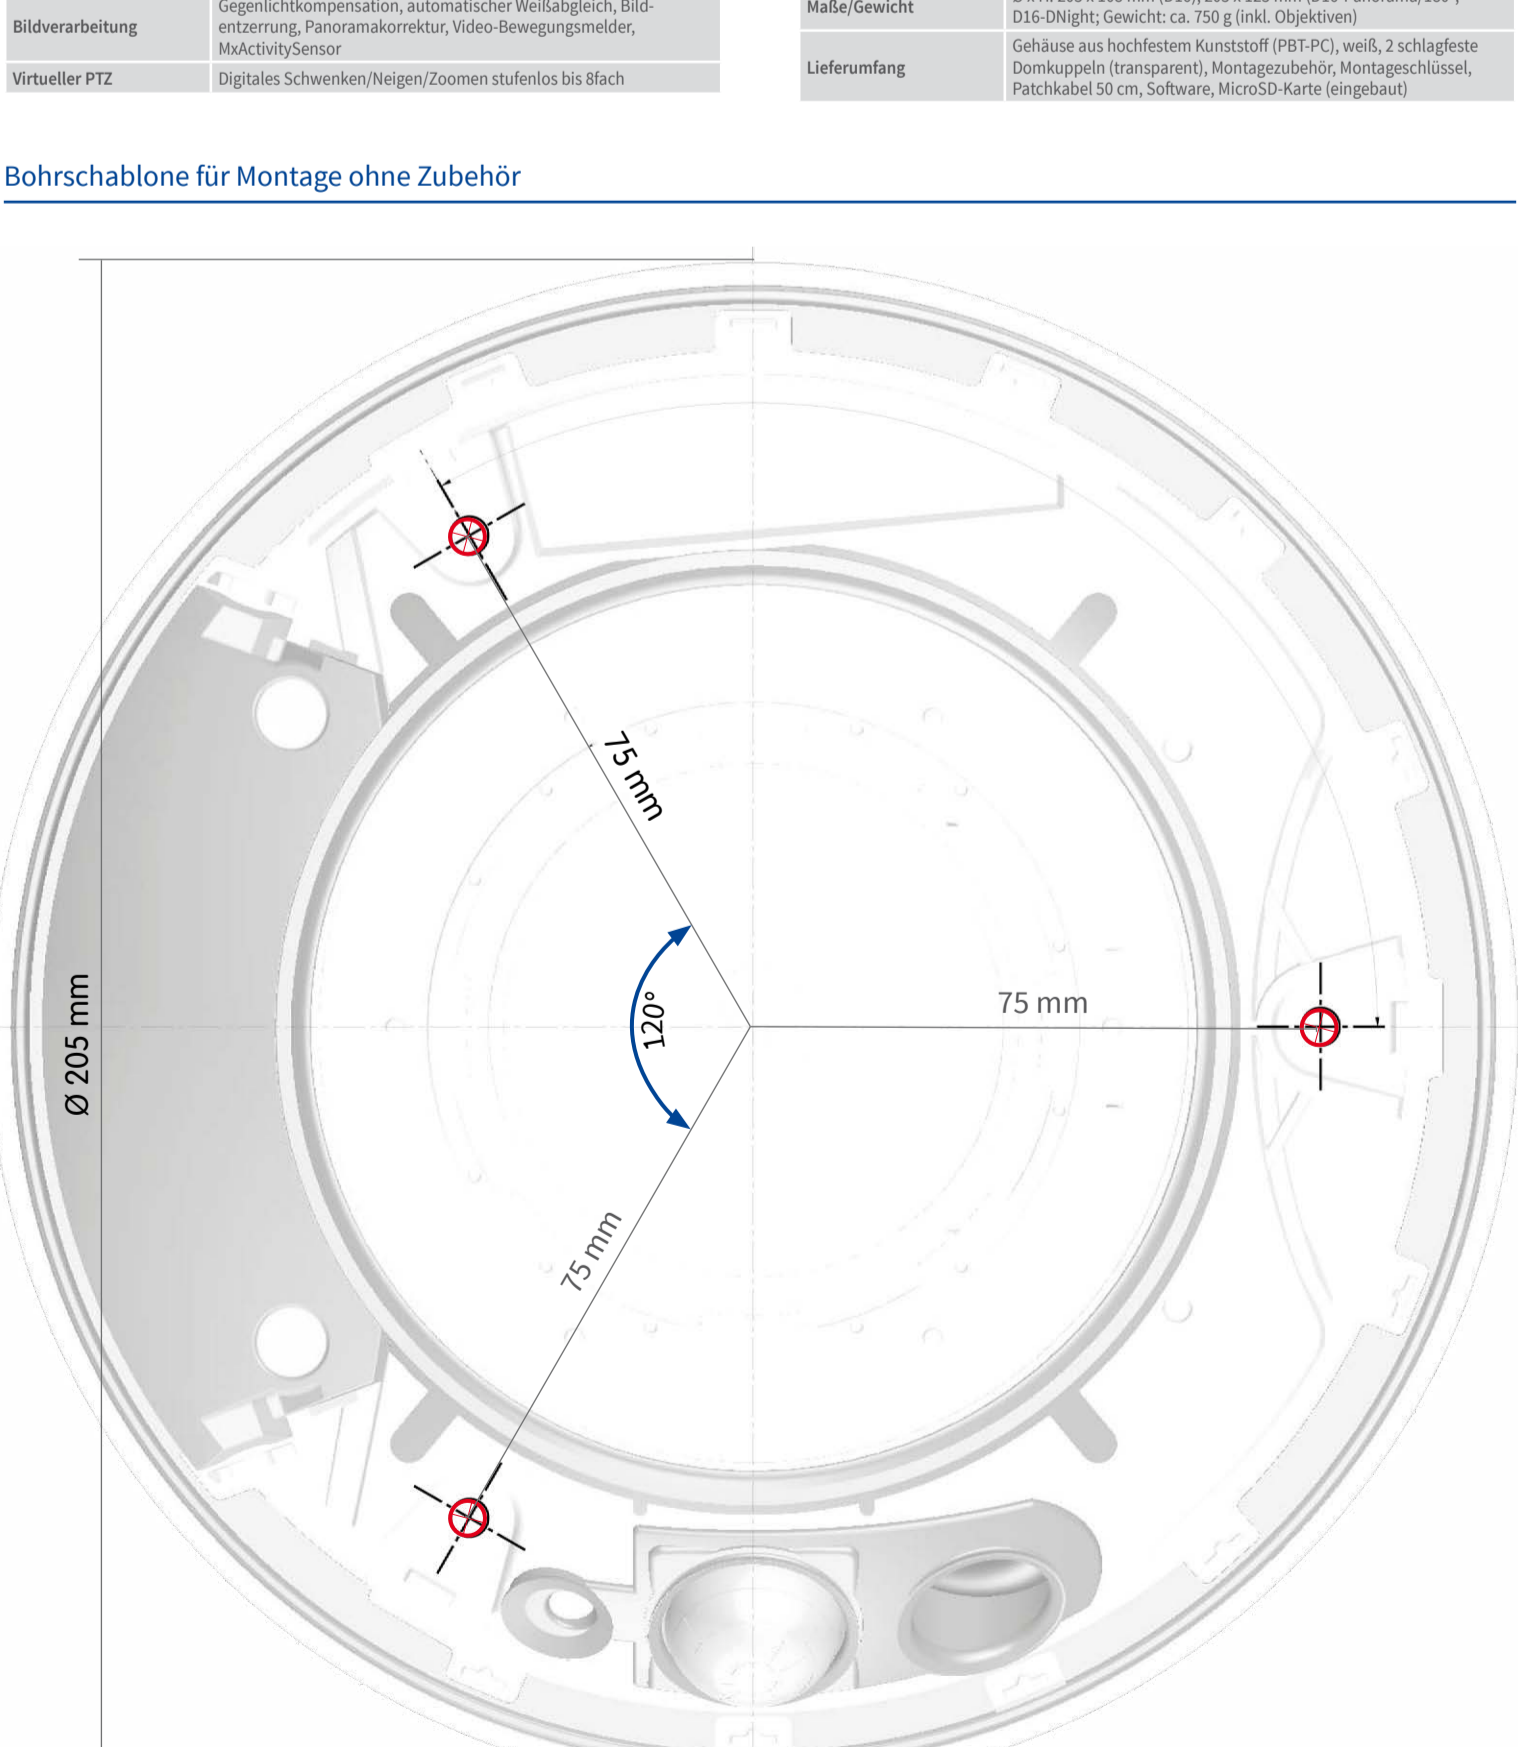 Gegenlichtkompensation, automatischer Weißabgleich, Bild-
Bildverarbeitung
entzerrung, Panoramakorrektur, Video-Bewegungsmelder,
MxActivitySensor
Virtueller PTZ
Digitales Schwenken/Neigen/Zoomen stufenlos bis 8fach
Maße/Gewicht
D16-DNight; Gewicht: ca. 750 g (inkl. Objektiven)
Lieferumfang
Gehäuse aus hochfestem Kunststoff (PBT-PC), weiß, 2 schlagfeste
Domkuppeln (transparent), Montagezubehör, Montageschlüssel,
Patchkabel 50 cm, Software, MicroSD-Karte (eingebaut)
Bohrschablone für Montage ohne Zubehör
75 mm
75 mm
120°
Ø 205 mm
75 mm